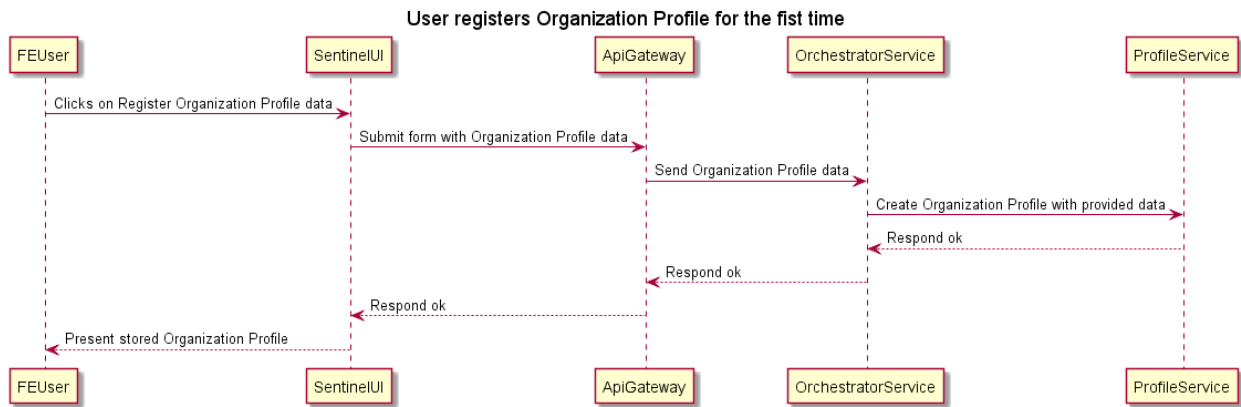 User registers Organization Profile for the fist time
FEUser
SentinelUI
ApiGateway
OrchestratorService
ProfileService
Clicks on Register Organization Profile data
Submit form with Organization Profile data
Send Organization Profile data
Create Organization Profile with provided data
Respond ok
Respond ok
Respond ok
Present stored Organization Profile
FEUser
SentinelUI
ApiGateway
OrchestratorService
ProfileService